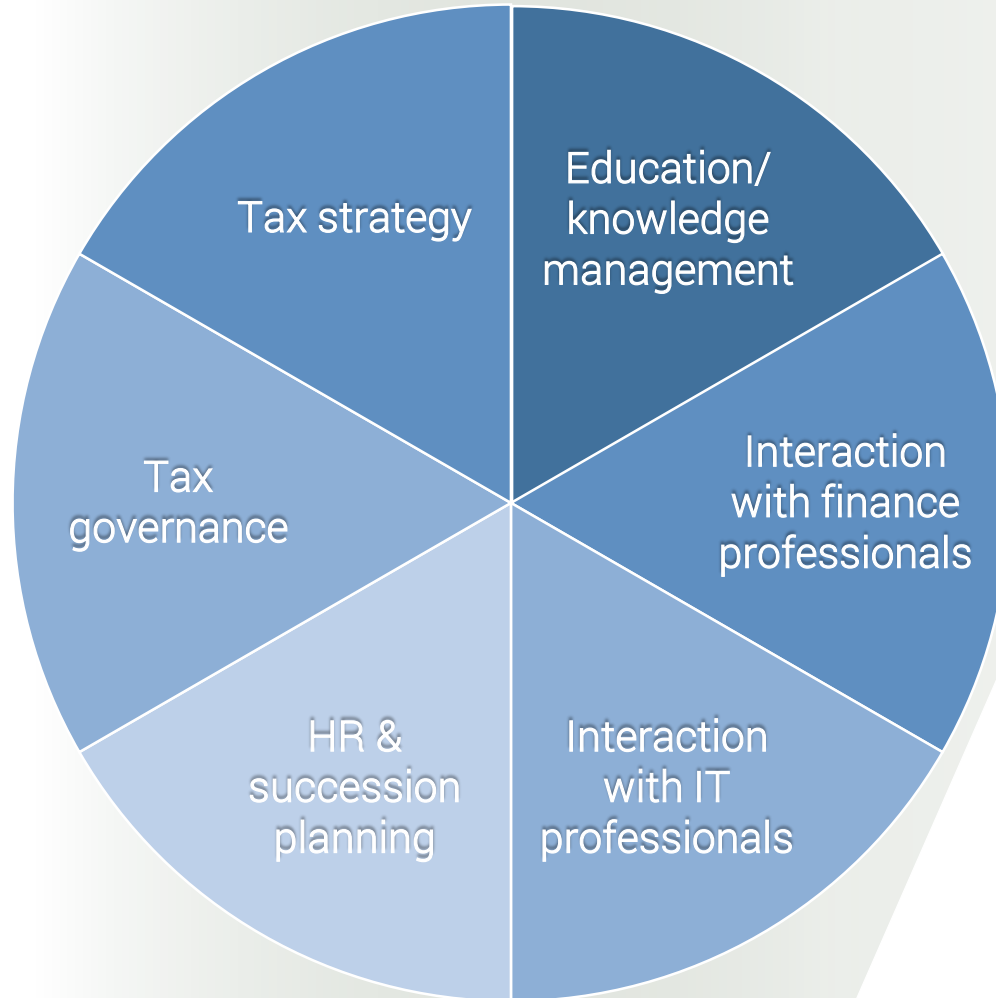 Tax strategy
Education/
knowledge
management
Tax
governance
Interaction
with finance
professionals
HR &
succession
planning
Interaction
with IT
professionals